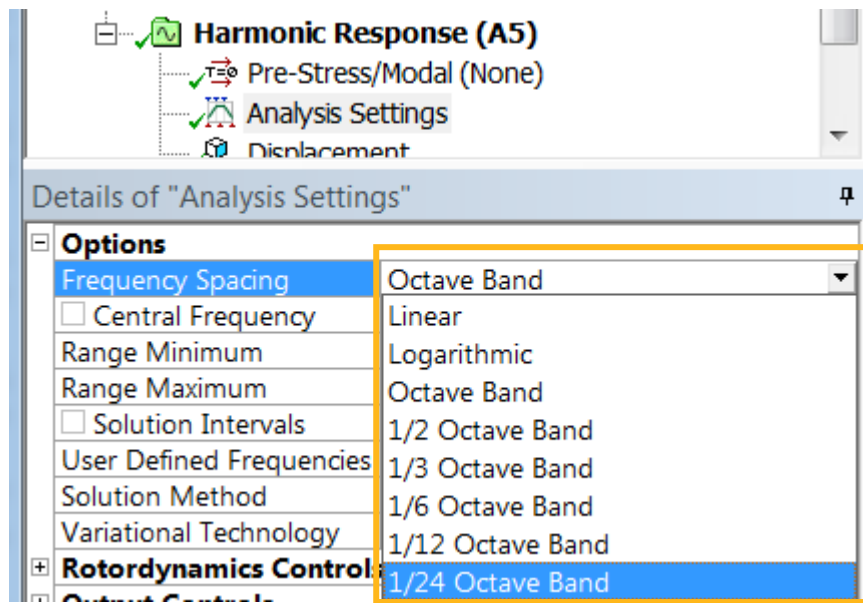 Harmonic Response (A5)
Pre-Stress/Modal (None)
Analysis Settings
Displacement
Details of "Analysis Settings"
Options
Frequency Spacing Octave Band
Central Frequency Linear
Range Minimum Logarithmic
Range Maximum Octave Band
Solution Intervals 1/2 Octave Band
User Defined Frequencies 1/3 Octave Band
Solution Method 1/6 Octave Band
Variational Technology 1/12 Octave Band
Rotordynamics Controls 1/24 Octave Band
Output Controls